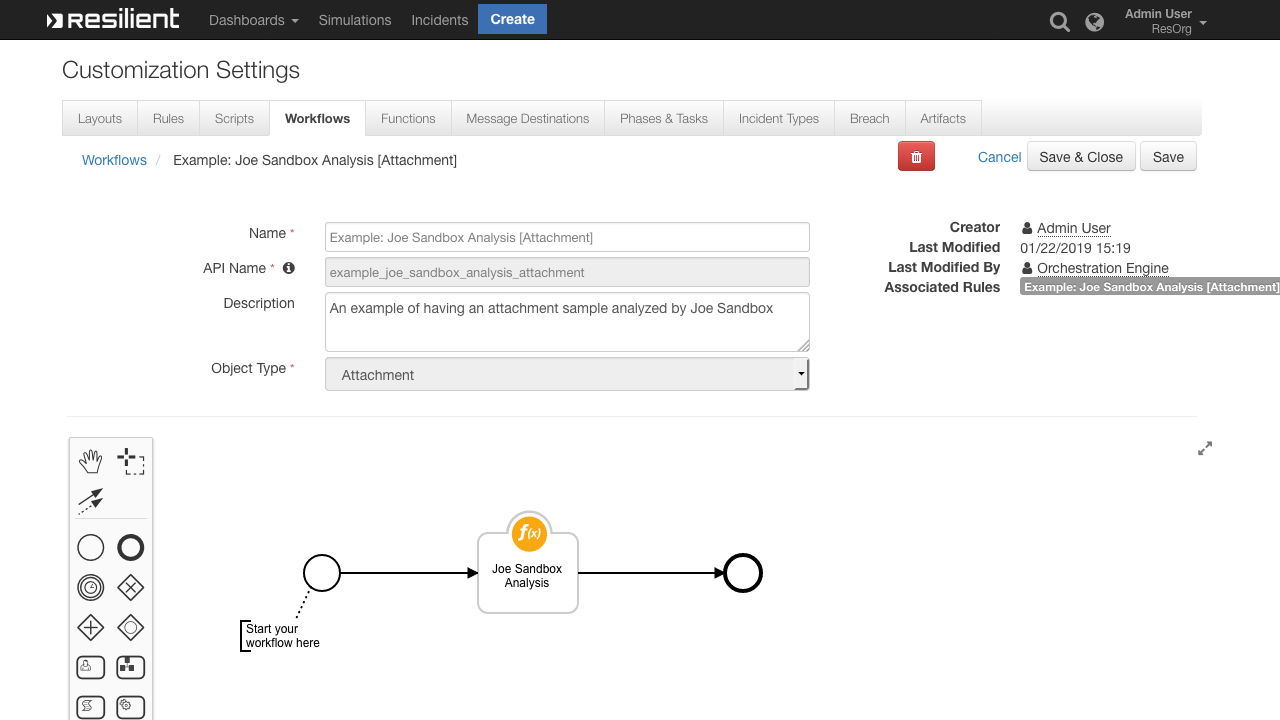 resilient Dashboards Simulations Incidents Create Admin User
ResOrg
Customization Settings
Layouts Rules Scripts Workflows Functions Message Destinations Phases & Tasks Incident Types Breach Artifacts
Workflows / Example: Joe Sandbox Analysis [Attachment] Cancel Save & Close Save
Name * Example: Joe Sandbox Analysis [Attachment]
API Name * example_joe_sandbox_analysis_attachment
Description An example of having an attachment sample analyzed by Joe Sandbox
Object Type * Attachment
Creator Admin User
Last Modified 01/22/2019 15:19
Last Modified By Orchestration Engine
Associated Rules Example: Joe Sandbox Analysis [Attachment]
f(x)
Joe Sandbox
Analysis
Start your
workflow here